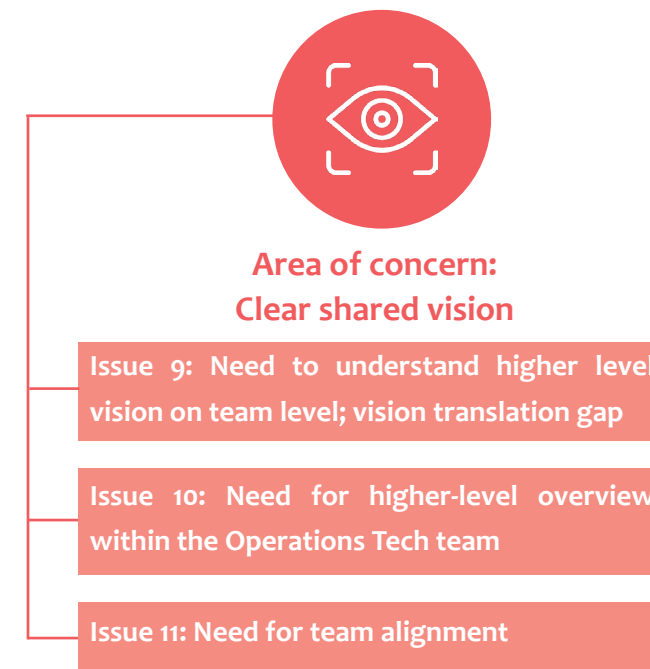 Area of concern:
Clear shared vision
Issue 9: Need to understand higher level
vision on team level; vision translation gap
Issue 10: Need for higher-level overview
within the Operations Tech team
Issue 11: Need for team alignment